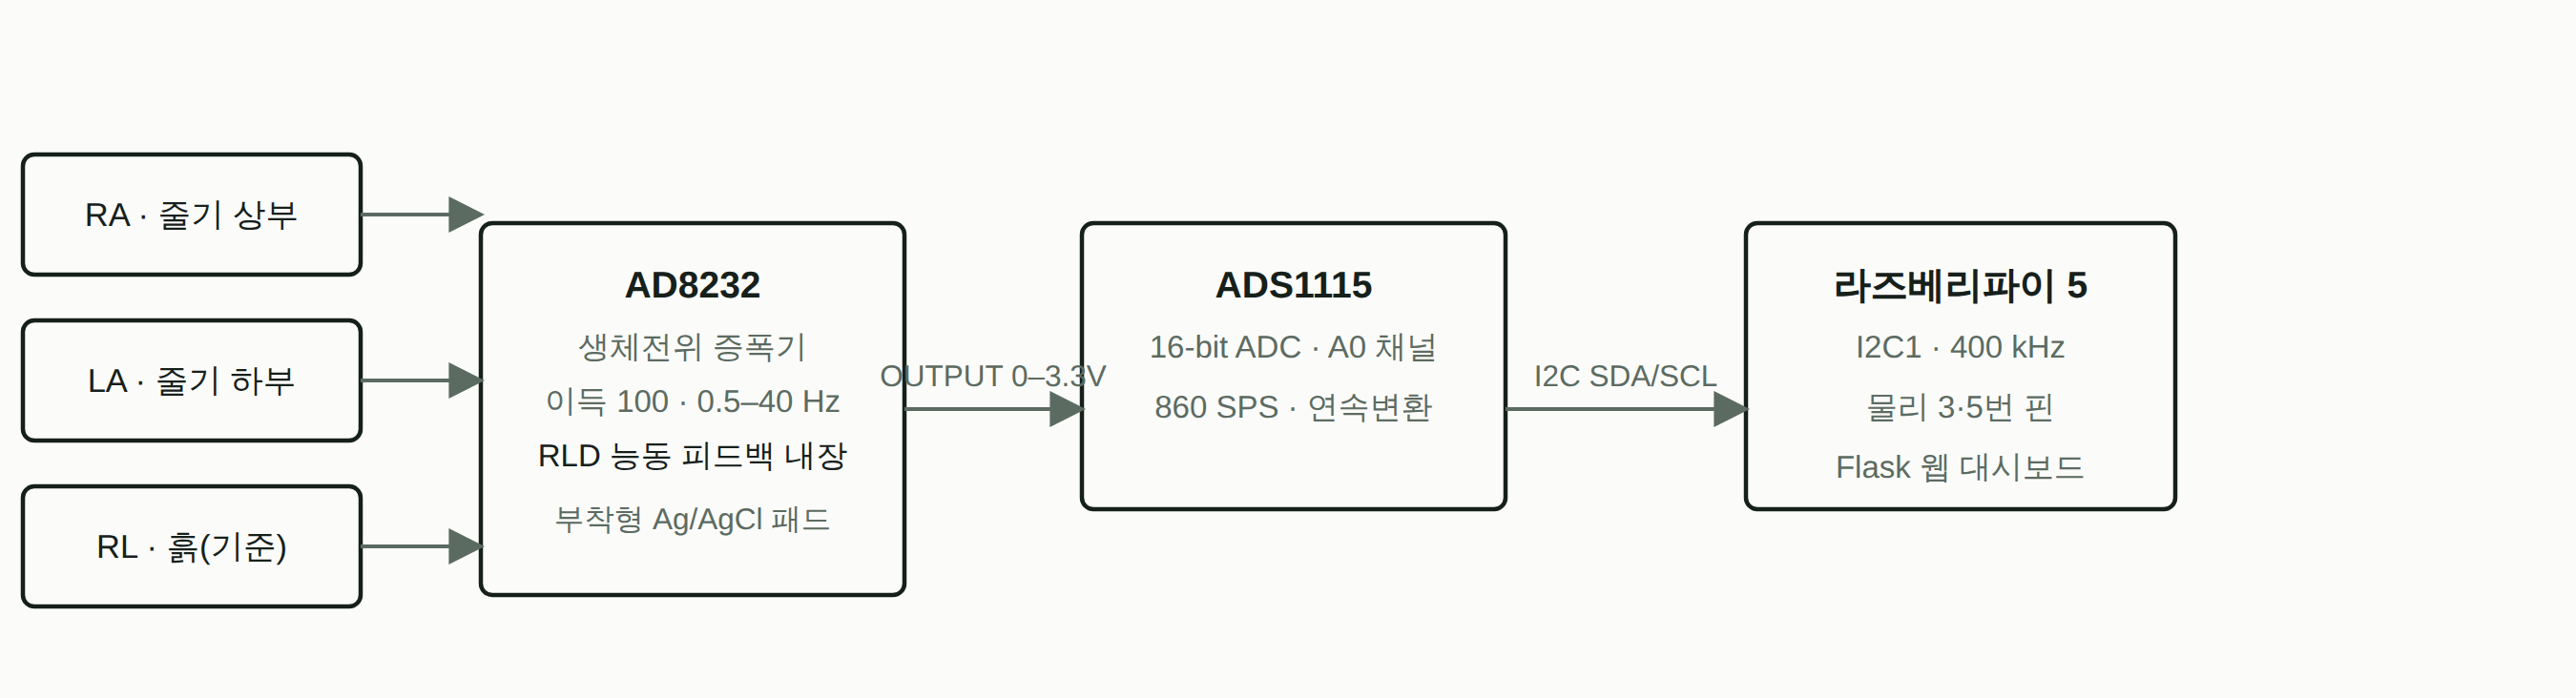 RA · 줄기 상부
LA · 줄기 하부
RL · 흙(기준)
AD8232
생체전위 증폭기
이득 100 · 0.5–40 Hz
RLD 능동 피드백 내장
부착형 Ag/AgCl 패드
OUTPUT 0–3.3V
ADS1115
16-bit ADC · A0 채널
860 SPS · 연속변환
I2C SDA/SCL
라즈베리파이 5
I2C1 · 400 kHz
물리 3·5번 핀
Flask 웹 대시보드